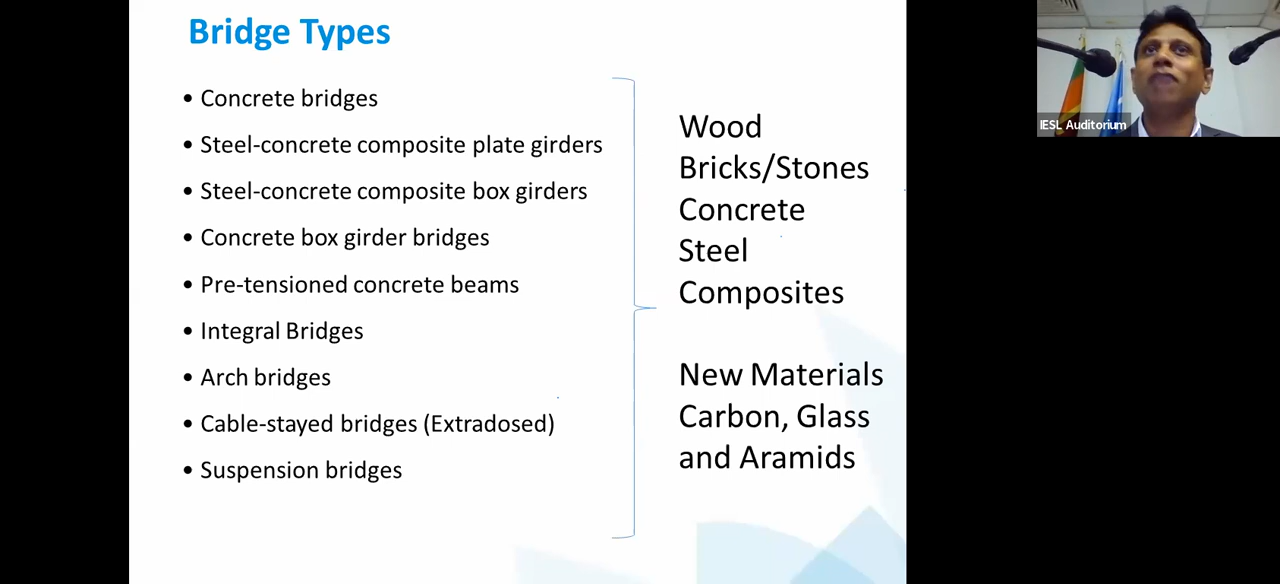 Bridge Types
• Concrete bridges
• Steel-concrete composite plate girders
• Steel-concrete composite box girders
• Concrete box girder bridges
• Pre-tensioned concrete beams
• Integral Bridges
• Arch bridges
• Cable-stayed bridges (Extradosed)
• Suspension bridges
Wood
Bricks/Stones
Concrete
Steel
Composites
New Materials
Carbon, Glass
and Aramids
IESL Auditorium